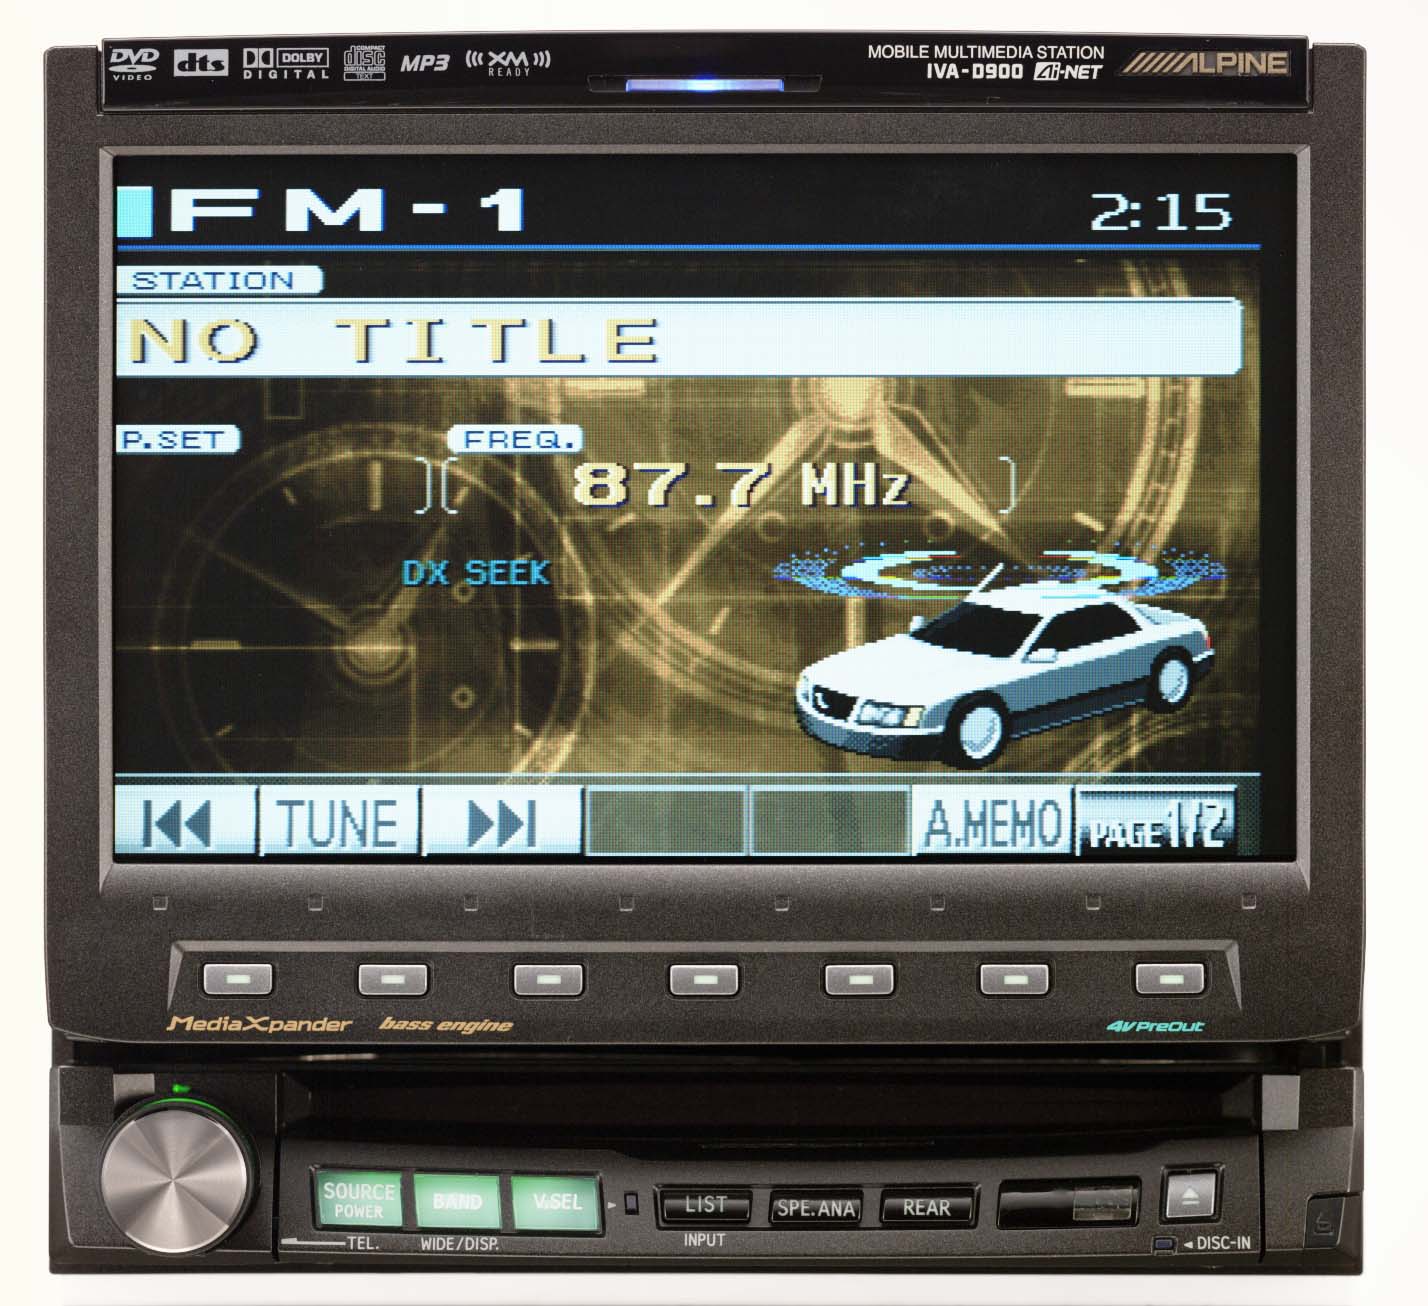 DVD VIDEO
dts
DOLBY DIGITAL
COMPACT disc DIGITAL AUDIO TEXT
MP3
XM READY
MOBILE MULTIMEDIA STATION
IVA-D900 Ai-NET
ALPINE
FM-1 2:15
STATION
NO TITLE
P.SET FREQ.
87.7 MHz
DX SEEK
TUNE A.MEMO PAGE 1/2
MediaXpander bass engine 4V PreOut
SOURCE POWER BAND V.SEL LIST SPE.ANA REAR
TEL. WIDE/DISP. INPUT DISC-IN